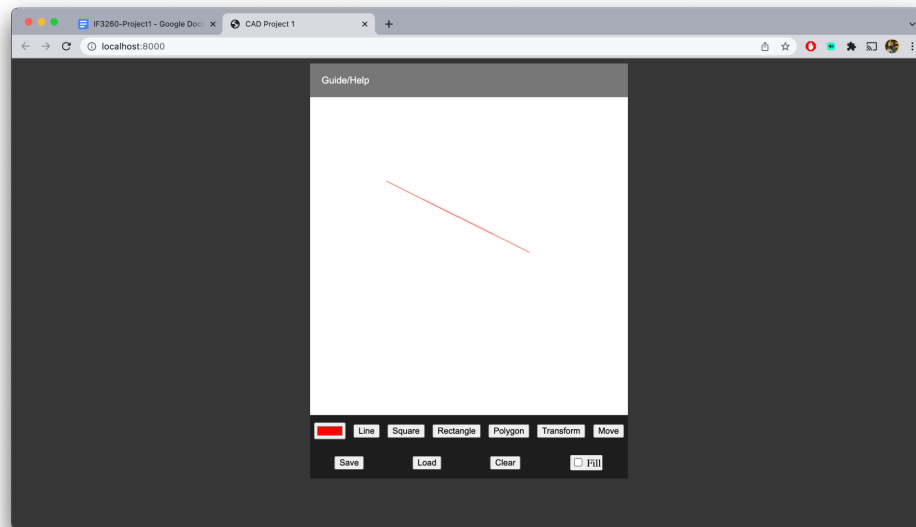 IF3260-Project1 - Google Docs
CAD Project 1
localhost:8000
Guide/Help
Line Square Rectangle Polygon Transform Move
Save Load Clear Fill